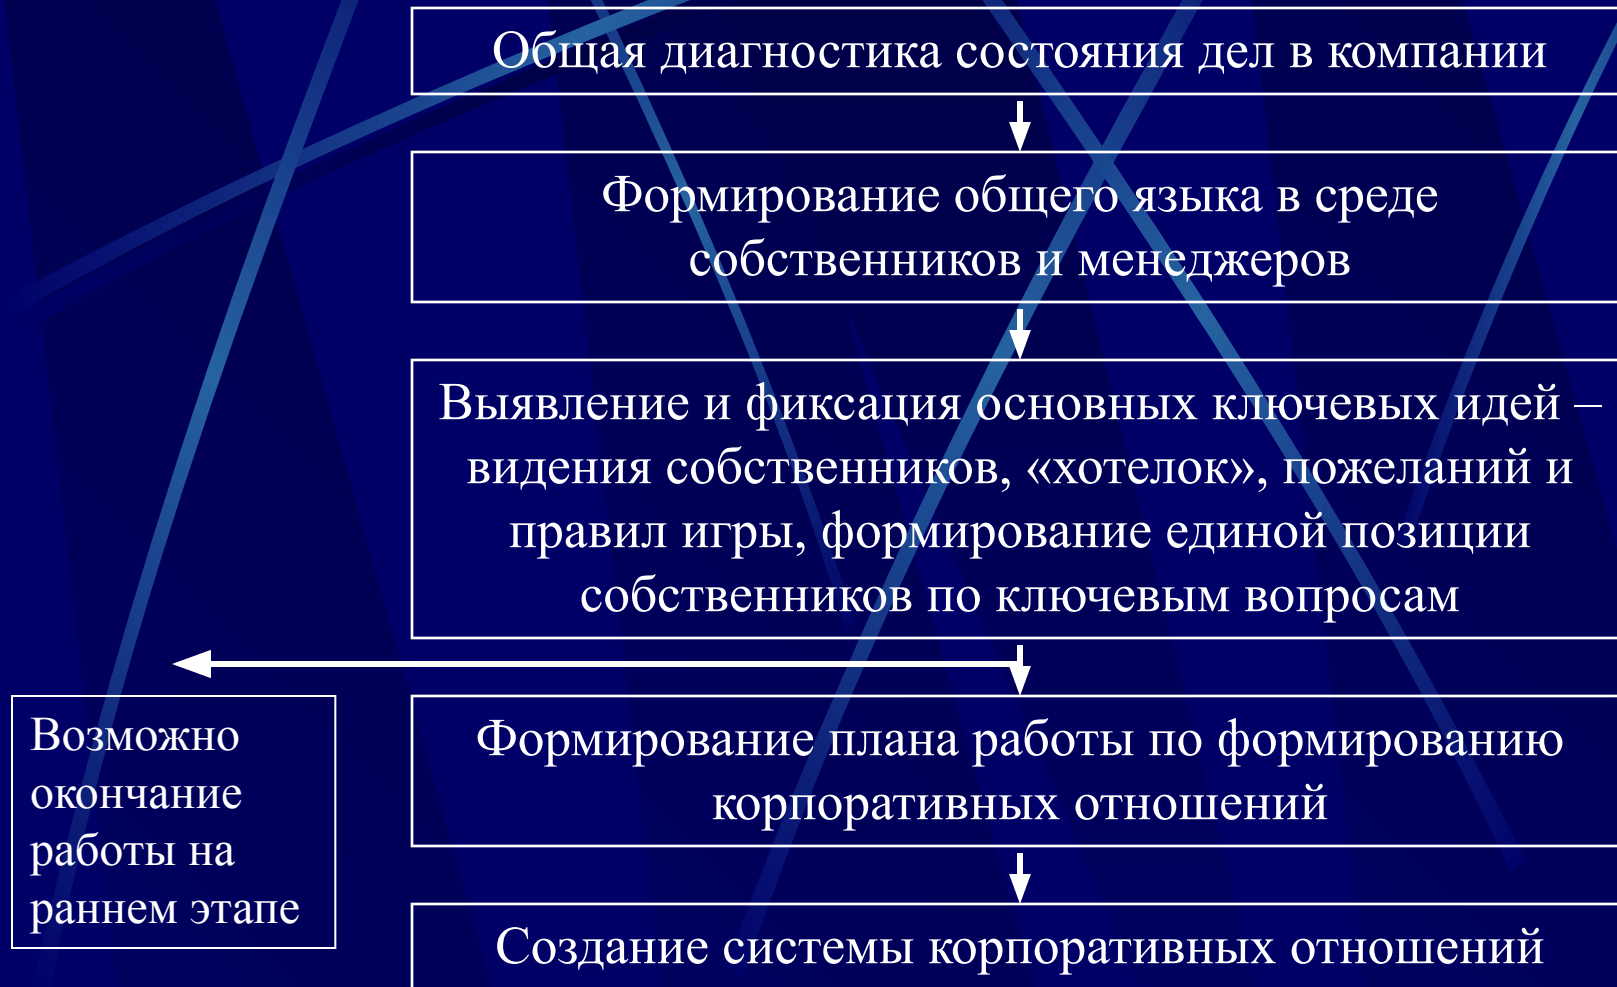 Общая диагностика состояния дел в компании
Формирование общего языка в среде
собственников и менеджеров
Выявление и фиксация основных ключевых идей –
видения собственников, «хотелок», пожеланий и
правил игры, формирование единой позиции
собственников по ключевым вопросам
Возможно
окончание
работы на
раннем этапе
Формирование плана работы по формированию
корпоративных отношений
Создание системы корпоративных отношений